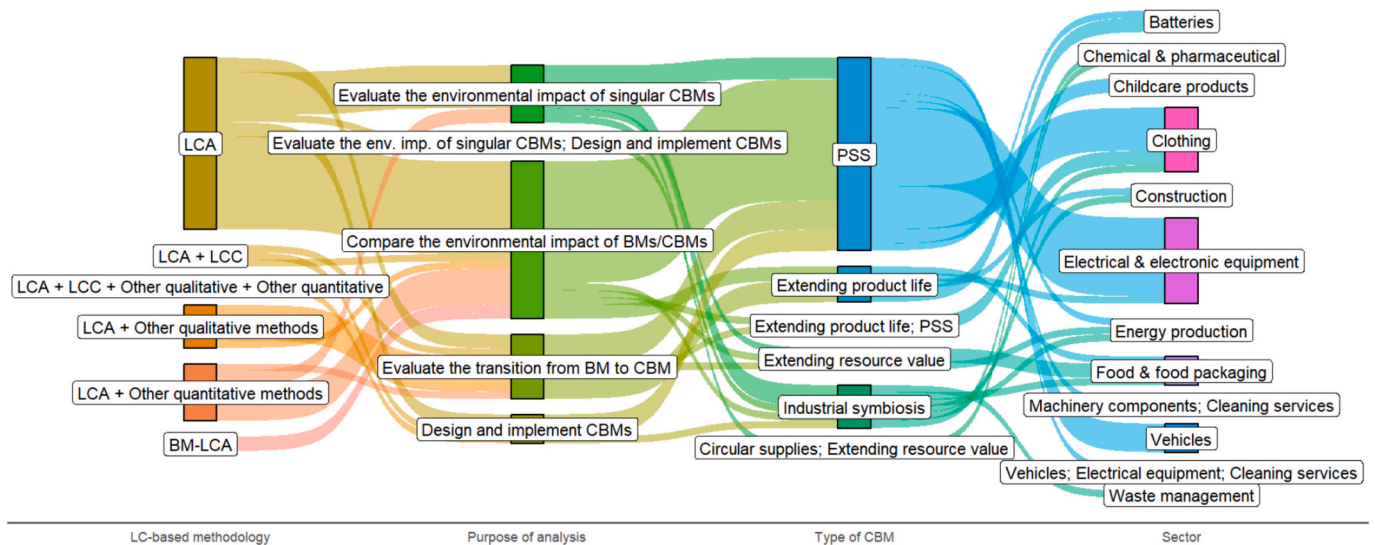 LCA
LCA + LCC
LCA + LCC + Other qualitative + Other quantitative
LCA + Other qualitative methods
LCA + Other quantitative methods
BM-LCA
Evaluate the environmental impact of singular CBMs
Evaluate the env. imp. of singular CBMs; Design and implement CBMs
Compare the environmental impact of BMs/CBMs
Evaluate the transition from BM to CBM
Design and implement CBMs
PSS
Extending product life
Extending product life; PSS
Extending resource value
Industrial symbiosis
Circular supplies; Extending resource value
Batteries
Chemical & pharmaceutical
Childcare products
Clothing
Construction
Electrical & electronic equipment
Energy production
Food & food packaging
Machinery components; Cleaning services
Vehicles
Vehicles; Electrical equipment; Cleaning services
Waste management
LC-based methodology
Purpose of analysis
Type of CBM
Sector